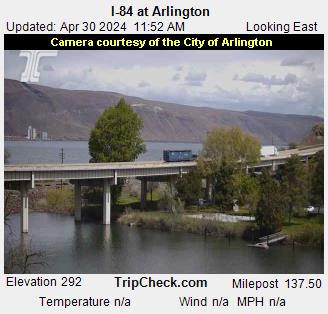 I-84 at Arlington
Updated: Apr 30 2024 11:52 AM Looking East
Camera courtesy of the City of Arlington
Elevation 292 TripCheck.com Milepost 137.50
Temperature n/a Wind n/a MPH n/a